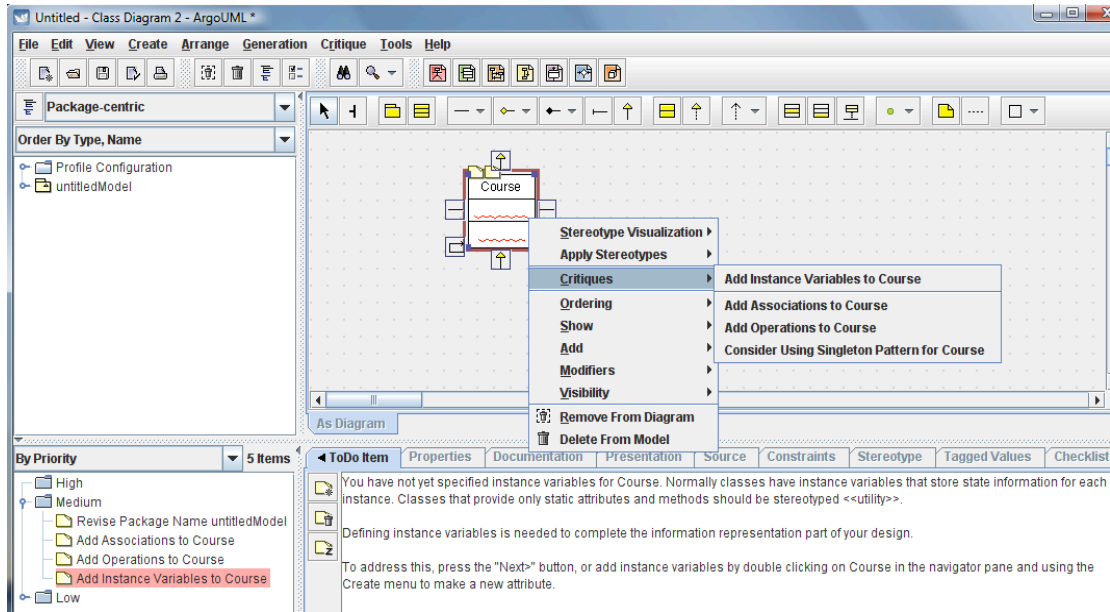 Untitled - Class Diagram 2 - ArgoUML *
File Edit View Create Arrange Generation Critique Tools Help
Package-centric
Order By Type, Name
Profile Configuration
untitledModel
Course
Stereotype Visualization
Apply Stereotypes
Critiques
Ordering
Show
Add
Modifiers
Visibility
Remove From Diagram
Delete From Model
Add Instance Variables to Course
Add Associations to Course
Add Operations to Course
Consider Using Singleton Pattern for Course
As Diagram
By Priority 5 Items
High
Medium
Revise Package Name untitledModel
Add Associations to Course
Add Operations to Course
Add Instance Variables to Course
Low
ToDo Item Properties Documentation Presentation Source Constraints Stereotype Tagged Values Checklist
You have not yet specified instance variables for Course. Normally classes have instance variables that store state information for each
instance. Classes that provide only static attributes and methods should be stereotyped <<utility>>.
Defining instance variables is needed to complete the information representation part of your design.
To address this, press the "Next>" button, or add instance variables by double clicking on Course in the navigator pane and using the
Create menu to make a new attribute.